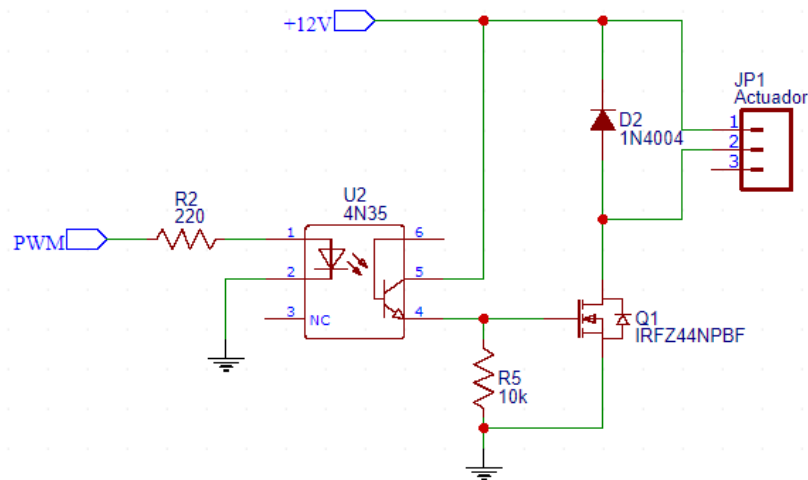 +12V
JP1
Actuador
1
2
3
D2
1N4004
U2
4N35
R2
220
PWM
1
2
3
NC
6
5
4
Q1
IRFZ44NPBF
R5
10k